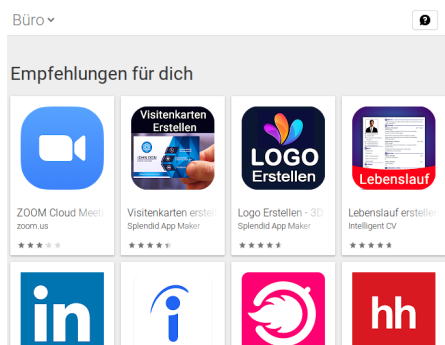 Büro
Empfehlungen für dich
Visitenkarten
Erstellen
LOGO
Erstellen
Lebenslauf
ZOOM Cloud Meeti
Visitenkarten erstel
Logo Erstellen - 3D
Lebenslauf erstellen
zoom.us
Splendid App Maker
Splendid App Maker
Intelligent CV
in
hh